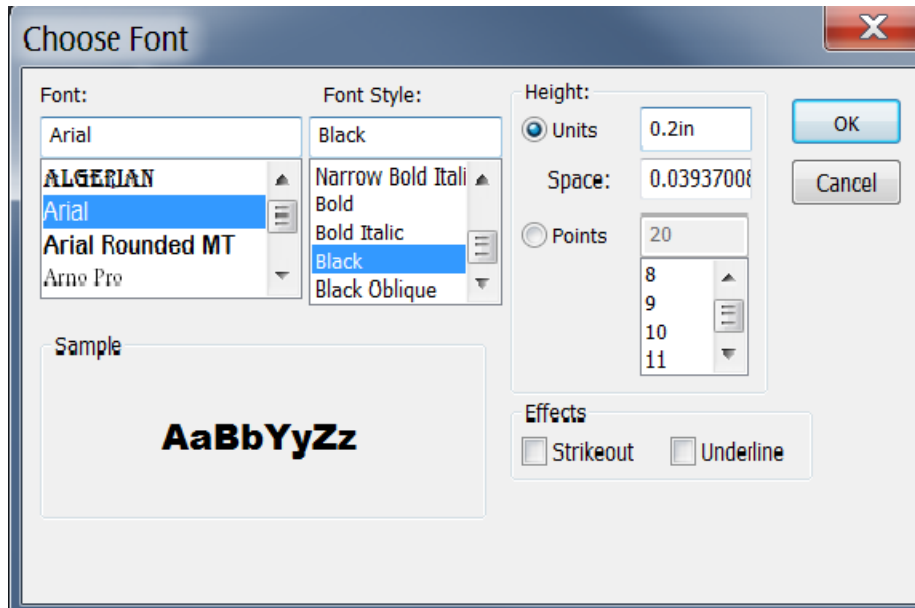 Choose Font
X
Font:
Arial
ALGERIAN
Arial
Arial Rounded MT
Arno Pro
Font Style:
Black
Narrow Bold Itali
Bold
Bold Italic
Black
Black Oblique
Height:
Units
0.2in
Space:
0.03937008
Points
20
8
9
10
11
OK
Cancel
Sample
AaBbYyZz
Effects
Strikeout
Underline